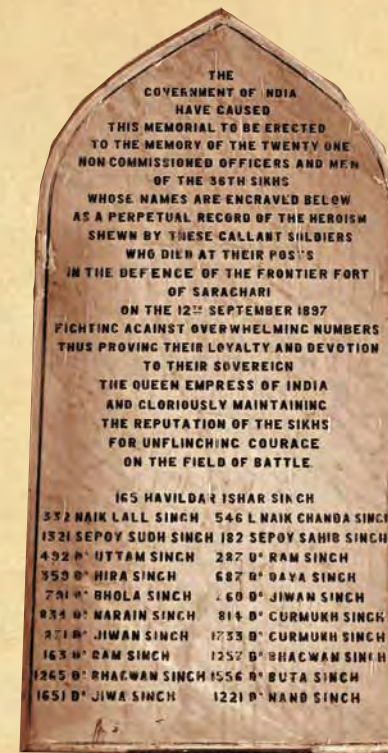 THE
GOVERNMENT OF INDIA
HAVE CAUSED
THIS MEMORIAL TO BE ERECTED
TO THE MEMORY OF THE TWENTY ONE
NON COMMISSIONED OFFICERS AND MEN
OF THE 36TH SIKHS
WHOSE NAMES ARE ENGRAVED BELOW
AS A PERPETUAL RECORD OF THE HEROISM
SHEWN BY THESE GALLANT SOLDIERS
WHO DIED AT THEIR POSTS
IN THE DEFENCE OF THE FRONTIER FORT
OF SARAGHARI
ON THE 12TH SEPTEMBER 1897
FIGHTING AGAINST OVERWHELMING NUMBERS
THUS PROVING THEIR LOYALTY AND DEVOTION
TO THEIR SOVEREIGN
THE QUEEN EMPRESS OF INDIA
AND GLORIOUSLY MAINTAINING
THE REPUTATION OF THE SIKHS
FOR UNFLINCHING COURAGE
ON THE FIELD OF BATTLE.
165 HAVILDAR ISHAR SINGH
332 NAIK LALL SINGH 546 L NAIK CHANDA SINGH
1321 SEPOY SUDH SINGH 182 SEPOY SAHIB SINGH
492 Do UTTAM SINGH 287 Do RAM SINGH
359 Do HIRA SINGH 687 Do DAYA SINGH
791 Do BHOLA SINGH Do JIWAN SINGH
834 Do NARAIN SINGH 814 Do GURMUKH SINGH
271 Do JIWAN SINGH 1733 Do GURMUKH SINGH
163 Do RAM SINGH 1257 Do BHAGWAN SINGH
1265 Do BHAGWAN SINGH 1556 Do BUTA SINGH
1651 Do JIWA SINGH 1221 Do NAND SINGH